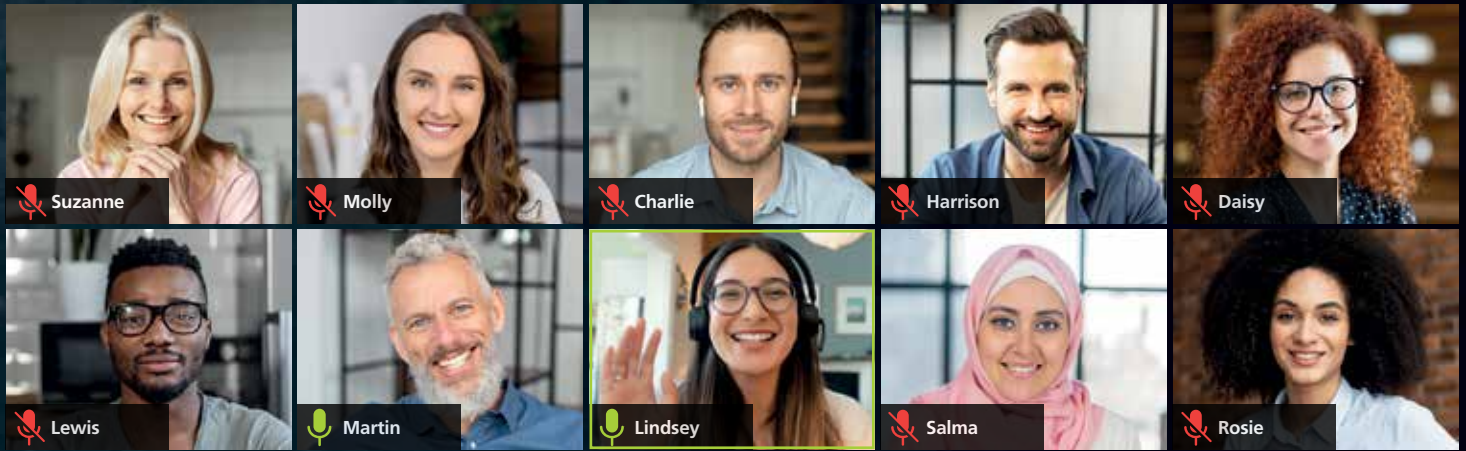 Suzanne
Molly
Charlie
Harrison
Daisy
Lewis
Martin
Lindsey
Salma
Rosie